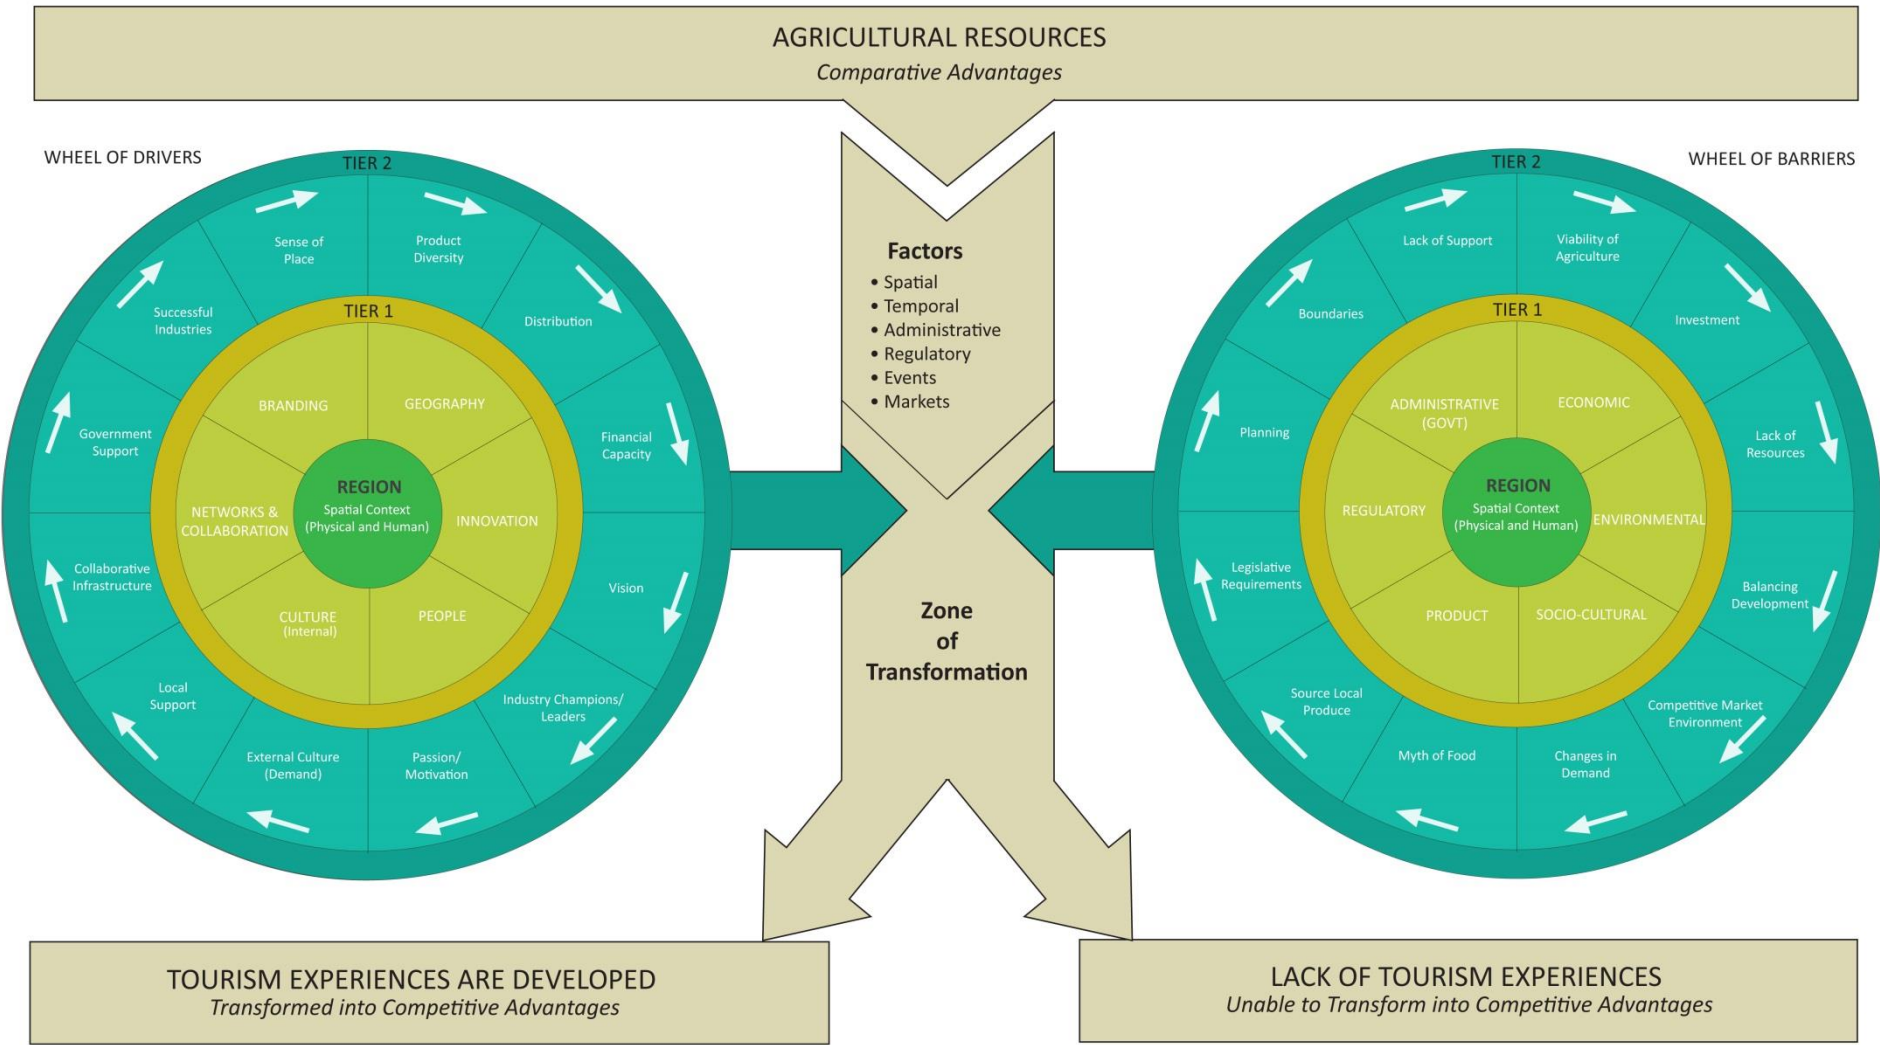 AGRICULTURAL RESOURCES
Comparative Advantages
WHEEL OF DRIVERS
TIER 2
Sense of
Place
Product
Diversity
Distribution
Financial
Capacity
Vision
Industry Champions/
Leaders
Passion/
Motivation
External Culture
(Demand)
Local
Support
Collaborative
Infrastructure
Government
Support
Successful
Industries
TIER 1
BRANDING
GEOGRAPHY
INNOVATION
PEOPLE
CULTURE
(Internal)
NETWORKS &
COLLABORATION
REGION
Spatial Context
(Physical and Human)
Factors
• Spatial
• Temporal
• Administrative
• Regulatory
• Events
• Markets
Zone
of
Transformation
WHEEL OF BARRIERS
TIER 2
Lack of Support
Viability of
Agriculture
Investment
Lack of
Resources
Balancing
Development
Competitive Market
Environment
Changes in
Demand
Myth of Food
Source Local
Produce
Legislative
Requirements
Planning
Boundaries
TIER 1
ADMINISTRATIVE
(GOVT)
ECONOMIC
ENVIRONMENTAL
SOCIO-CULTURAL
PRODUCT
REGULATORY
REGION
Spatial Context
(Physical and Human)
TOURISM EXPERIENCES ARE DEVELOPED
Transformed into Competitive Advantages
LACK OF TOURISM EXPERIENCES
Unable to Transform into Competitive Advantages